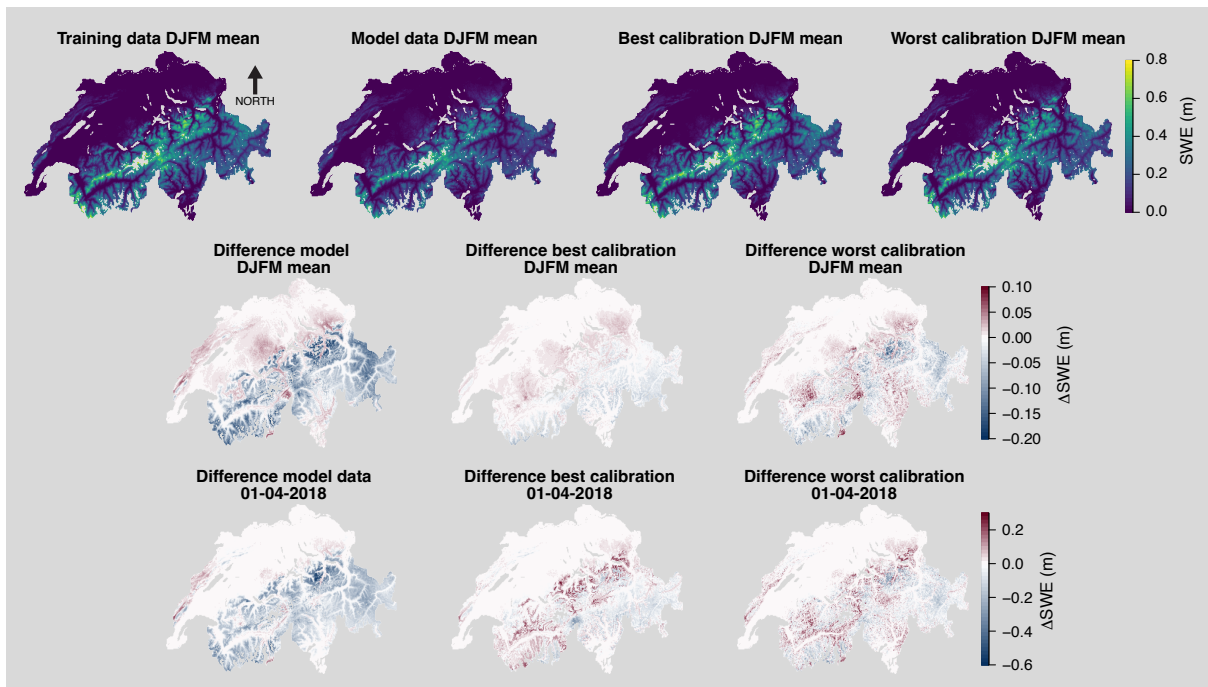 Training data DJFM mean
Model data DJFM mean
Best calibration DJFM mean
Worst calibration DJFM mean
NORTH
0.8
0.6
0.4
0.2
0.0
SWE (m)
Difference model
DJFM mean
Difference best calibration
DJFM mean
Difference worst calibration
DJFM mean
0.10
0.05
0.00
−0.05
−0.10
−0.15
−0.20
ΔSWE (m)
Difference model data
01-04-2018
Difference best calibration
01-04-2018
Difference worst calibration
01-04-2018
0.2
0.0
−0.2
−0.4
−0.6
ΔSWE (m)